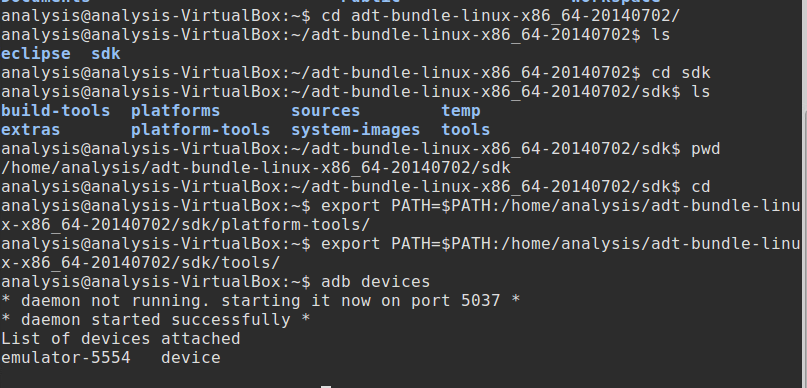 analysis@analysis-VirtualBox:~$ cd adt-bundle-linux-x86_64-20140702/
analysis@analysis-VirtualBox:~/adt-bundle-linux-x86_64-20140702$ ls
eclipse  sdk
analysis@analysis-VirtualBox:~/adt-bundle-linux-x86_64-20140702$ cd sdk
analysis@analysis-VirtualBox:~/adt-bundle-linux-x86_64-20140702/sdk$ ls
build-tools  platforms       sources        temp
extras       platform-tools  system-images  tools
analysis@analysis-VirtualBox:~/adt-bundle-linux-x86_64-20140702/sdk$ pwd
/home/analysis/adt-bundle-linux-x86_64-20140702/sdk
analysis@analysis-VirtualBox:~/adt-bundle-linux-x86_64-20140702/sdk$ cd
analysis@analysis-VirtualBox:~$ export PATH=$PATH:/home/analysis/adt-bundle-linu
x-x86_64-20140702/sdk/platform-tools/
analysis@analysis-VirtualBox:~$ export PATH=$PATH:/home/analysis/adt-bundle-linu
x-x86_64-20140702/sdk/tools/
analysis@analysis-VirtualBox:~$ adb devices
* daemon not running. starting it now on port 5037 *
* daemon started successfully *
List of devices attached
emulator-5554   device